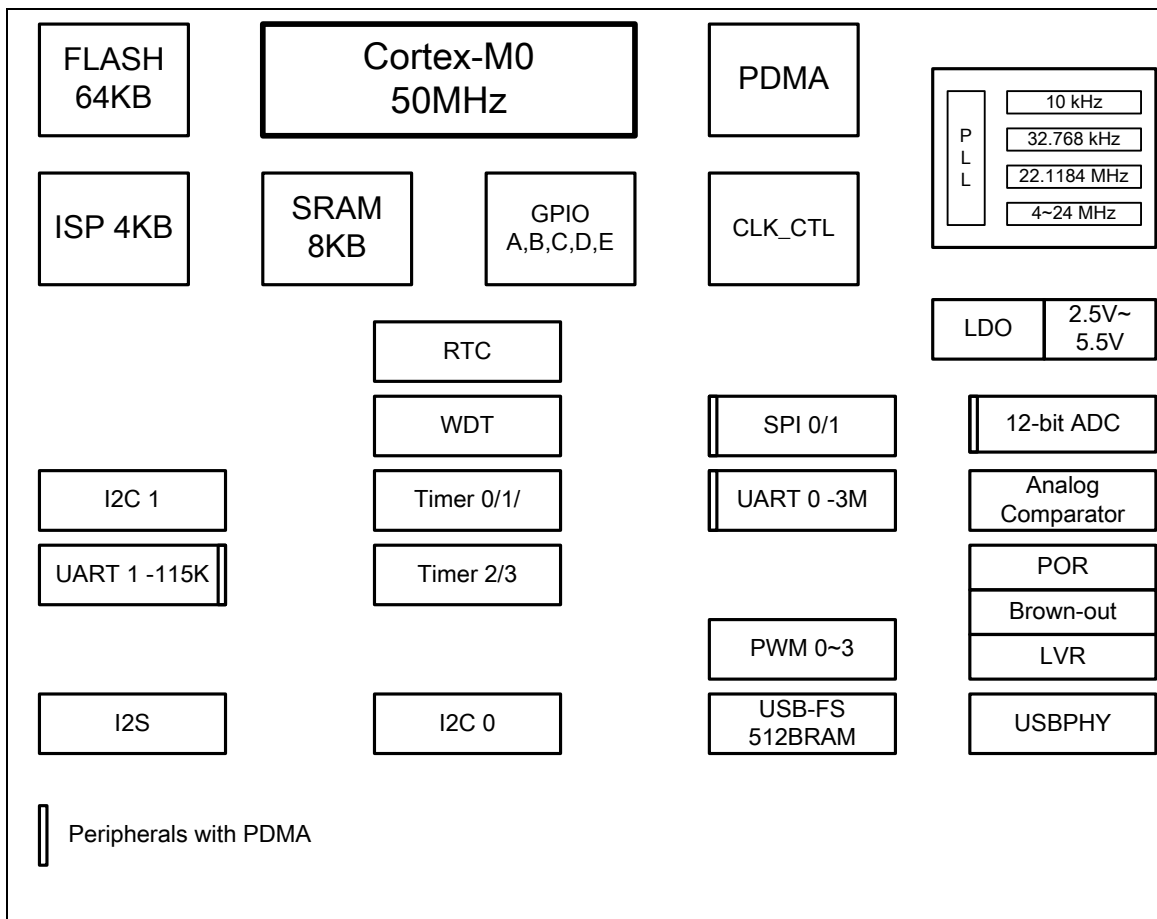 FLASH
64KB
Cortex-M0
50MHz
PDMA
P
L
L
10 kHz
32.768 kHz
22.1184 MHz
4~24 MHz
ISP 4KB
SRAM
8KB
GPIO
A,B,C,D,E
CLK_CTL
LDO
2.5V~
5.5V
RTC
WDT
SPI 0/1
12-bit ADC
I2C 1
Timer 0/1/
UART 0 -3M
Analog
Comparator
UART 1 -115K
Timer 2/3
POR
Brown-out
PWM 0~3
LVR
I2S
I2C 0
USB-FS
512BRAM
USBPHY
Peripherals with PDMA